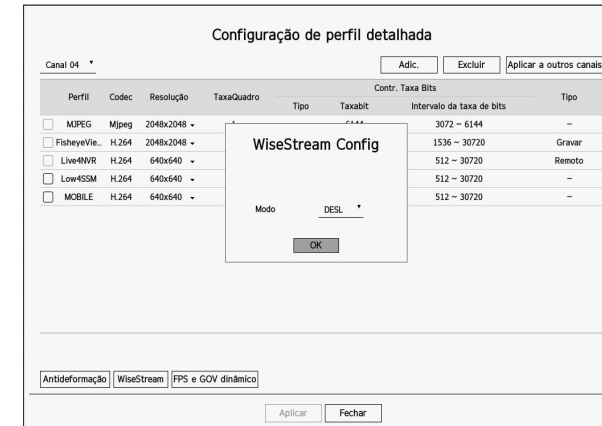 Configuração de perfil detalhada
Canal 04 Adic. Excluir Aplicar a outros canais
Perfil Codec Resolução TaxaQuadro Contr. Taxa Bits Tipo
Tipo Taxabit Intervalo da taxa de bits
MJPEG Mjpeg 2048x2048 3072 ~ 6144 –
FisheyeVie... H.264 2048x2048 1536 ~ 30720 Gravar
Live4NVR H.264 640x640 512 ~ 30720 Remoto
Low4SSM H.264 640x640 512 ~ 30720 –
MOBILE H.264 640x640 512 ~ 30720 –
WiseStream Config
Modo DESL
OK
Antideformação WiseStream FPS e GOV dinâmico
Aplicar Fechar